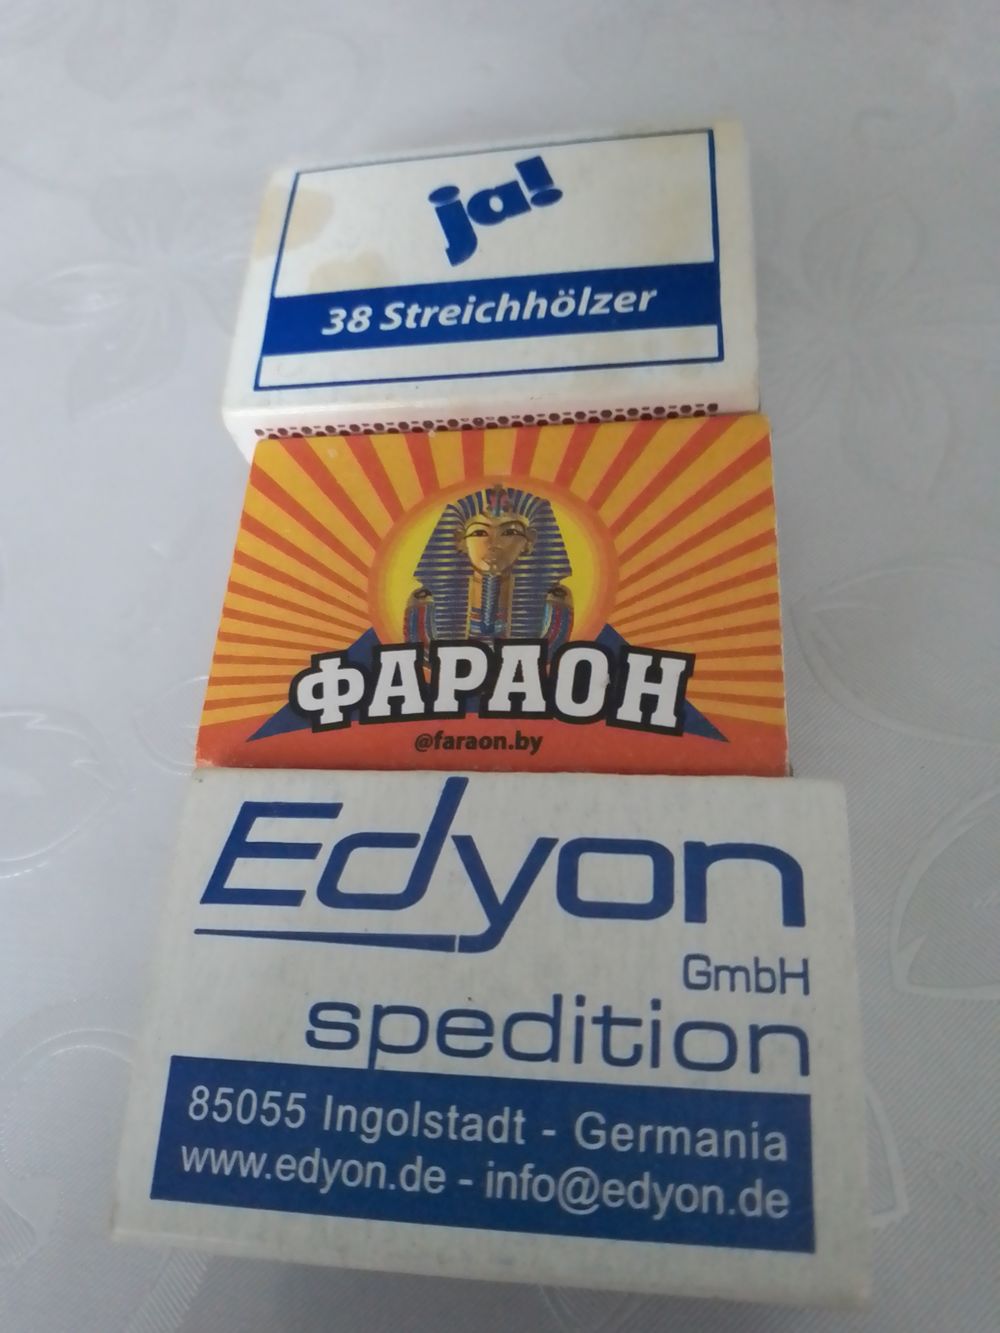 ja!
38 Streichhölzer
ФАРАОН
@faraon.by
Edyon
GmbH
spedition
85055 Ingolstadt - Germania
www.edyon.de - info@edyon.de